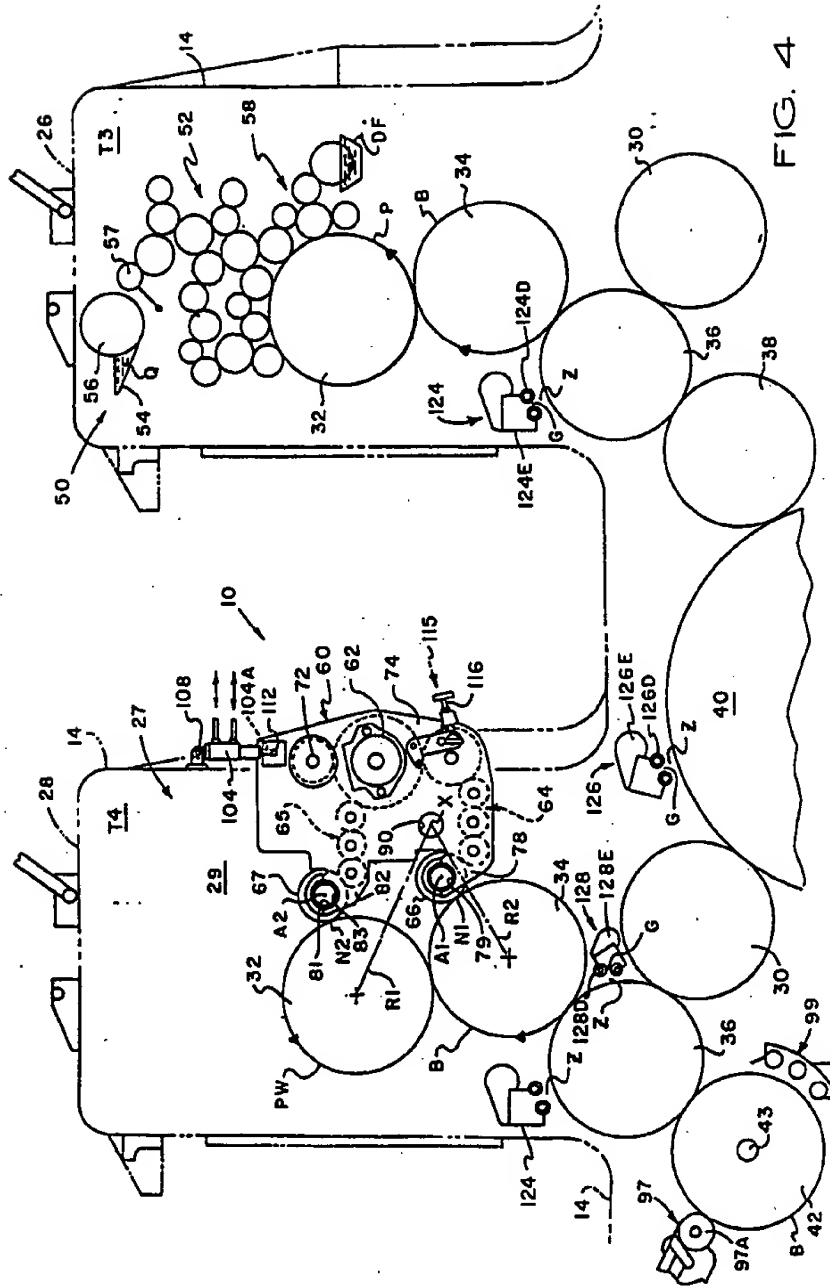 27
28
14
T4
29
108
104A
104
112
10
60
72
62
74
115
116
65
67
A2
81
N2
83
82
90
X
64
78
66
A1
N1
79
R1
R2
32
PW
34
B
14
124
Z
128D
Z
128
128E
G
36
30
99
43
42
B
97
97A
126
126E
126D
Z
G
40
50
54
56
Q
57
26
T3
14
52
58
DF
P
32
B
34
124
124E
124D
G
Z
36
38
30
FIG. 4